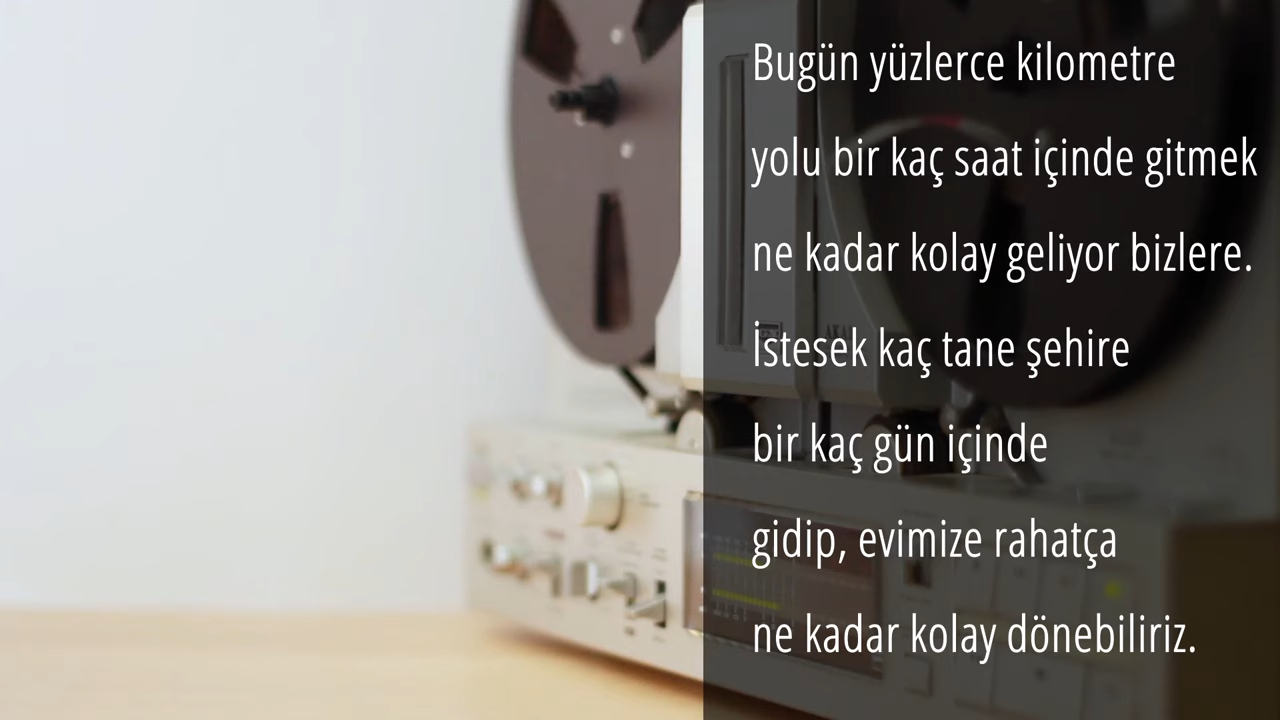 Bugün yüzlerce kilometre
yolu bir kaç saat içinde gitmek
ne kadar kolay geliyor bizlere.
İstesek kaç tane şehire
bir kaç gün içinde
gidip, evimize rahatça
ne kadar kolay dönebiliriz.